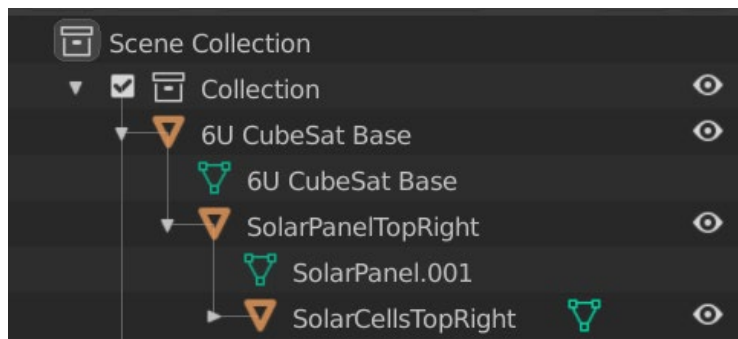 Scene Collection
Collection
6U CubeSat Base
6U CubeSat Base
SolarPanelTopRight
SolarPanel.001
SolarCellsTopRight